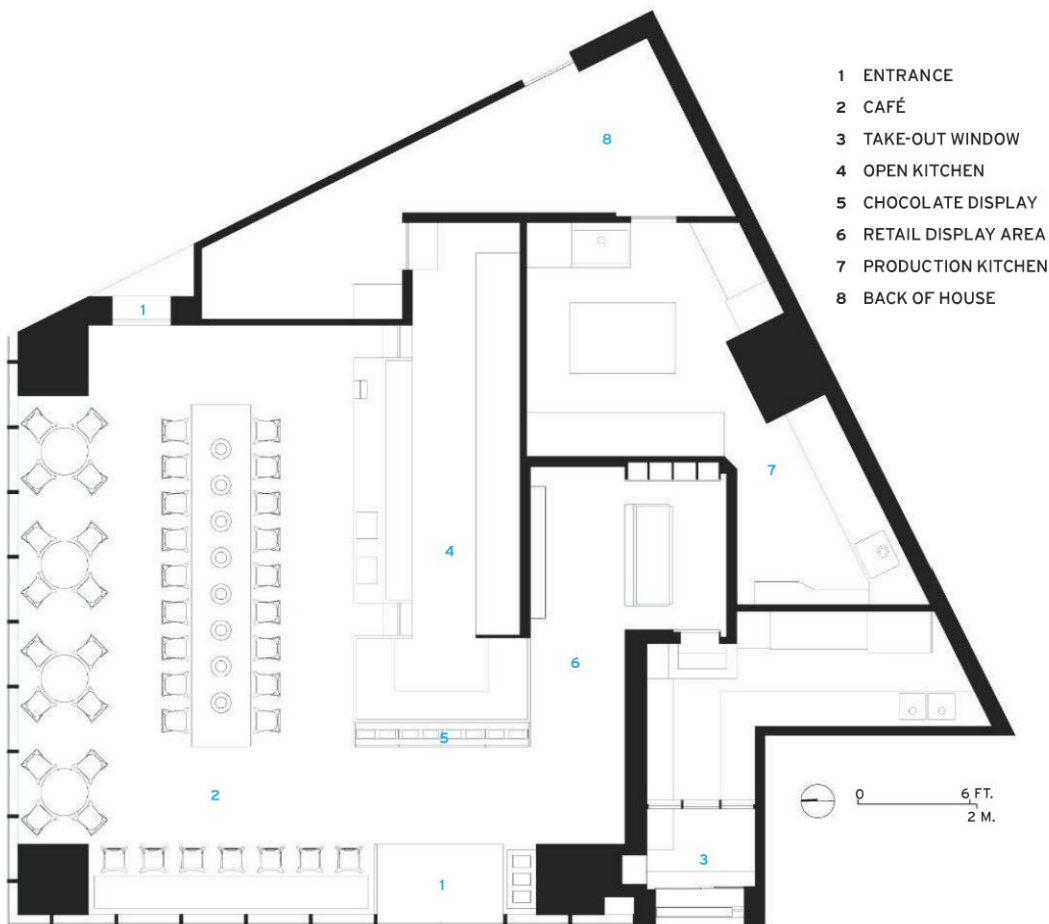 1 ENTRANCE
2 CAFÉ
3 TAKE-OUT WINDOW
4 OPEN KITCHEN
5 CHOCOLATE DISPLAY
6 RETAIL DISPLAY AREA
7 PRODUCTION KITCHEN
8 BACK OF HOUSE
8
1
7
4
6
5
2
3
1
0 6 FT.
2 M.